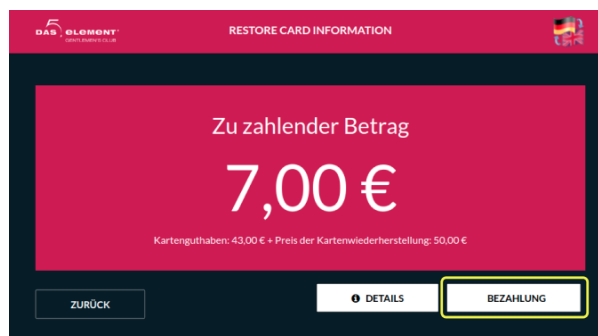 DAS 5 ELEMENT
GENTLEMEN'S CLUB
RESTORE CARD INFORMATION
Zu zahlender Betrag
7,00 €
Kartenguthaben: 43,00 € + Preis der Kartenwiederherstellung: 50,00 €
ZURÜCK
DETAILS
BEZAHLUNG